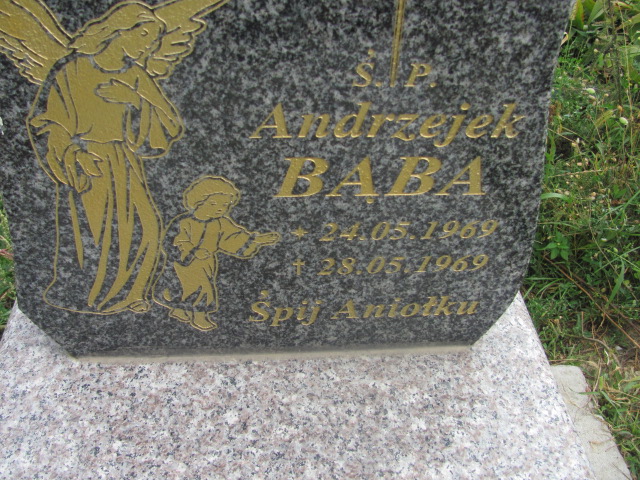 Ś. P.
Andrzejek
BĄBA
* 24.05.1969
† 28.05.1969
Śpij Aniołku